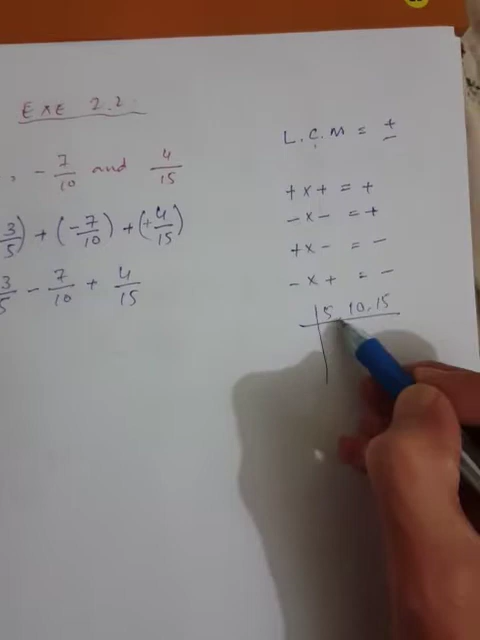 Exe 2.2
, -7/10 and 4/15
3/5) + (-7/10) + (+4/15)
3/5 - 7/10 + 4/15
L.C.M = ±
+ x + = +
- x - = +
+ x - = -
- x + = -
5, 10, 15